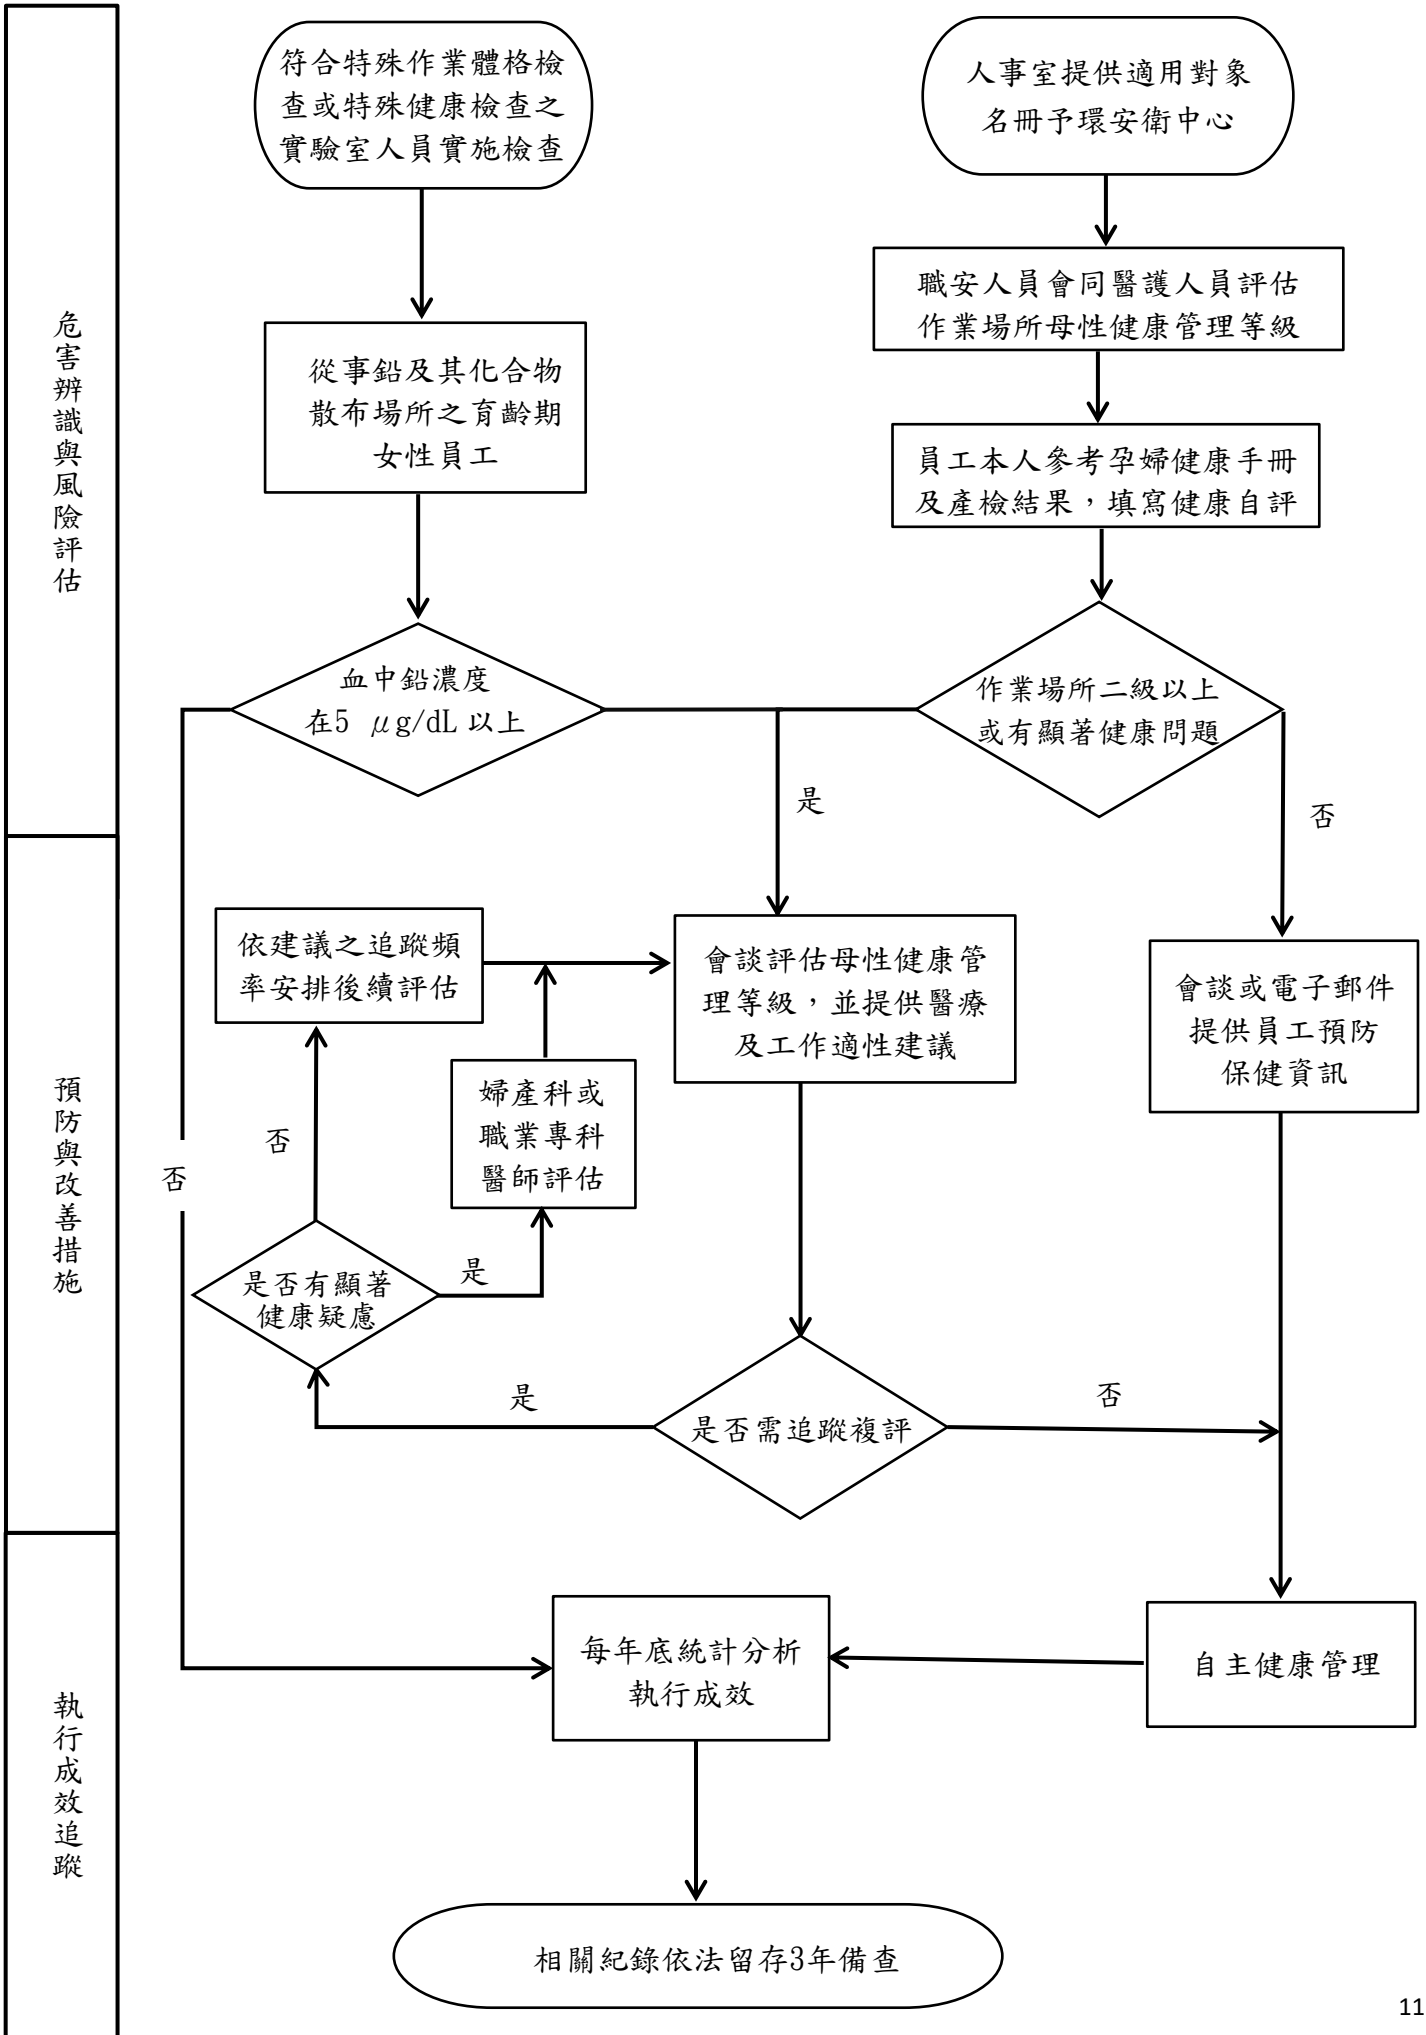 危害辨識與風險評估
符合特殊作業體格檢
查或特殊健康檢查之
實驗室人員實施檢查
人事室提供適用對象
名冊予環安衛中心
職安人員會同醫護人員評估
作業場所母性健康管理等級
從事鉛及其化合物
散布場所之育齡期
女性員工
員工本人參考孕婦健康手冊
及產檢結果，填寫健康自評
血中鉛濃度
在5 μg/dL以上
作業場所二級以上
或有顯著健康問題
是
否
預防與改善措施
依建議之追蹤頻
率安排後續評估
會談評估母性健康管
理等級，並提供醫療
及工作適性建議
會談或電子郵件
提供員工預防
保健資訊
婦產科或
職業專科
醫師評估
否
否
是
是否有顯著
健康疑慮
是
否
是否需追蹤複評
執行成效追蹤
每年底統計分析
執行成效
自主健康管理
相關紀錄依法留存3年備查
11